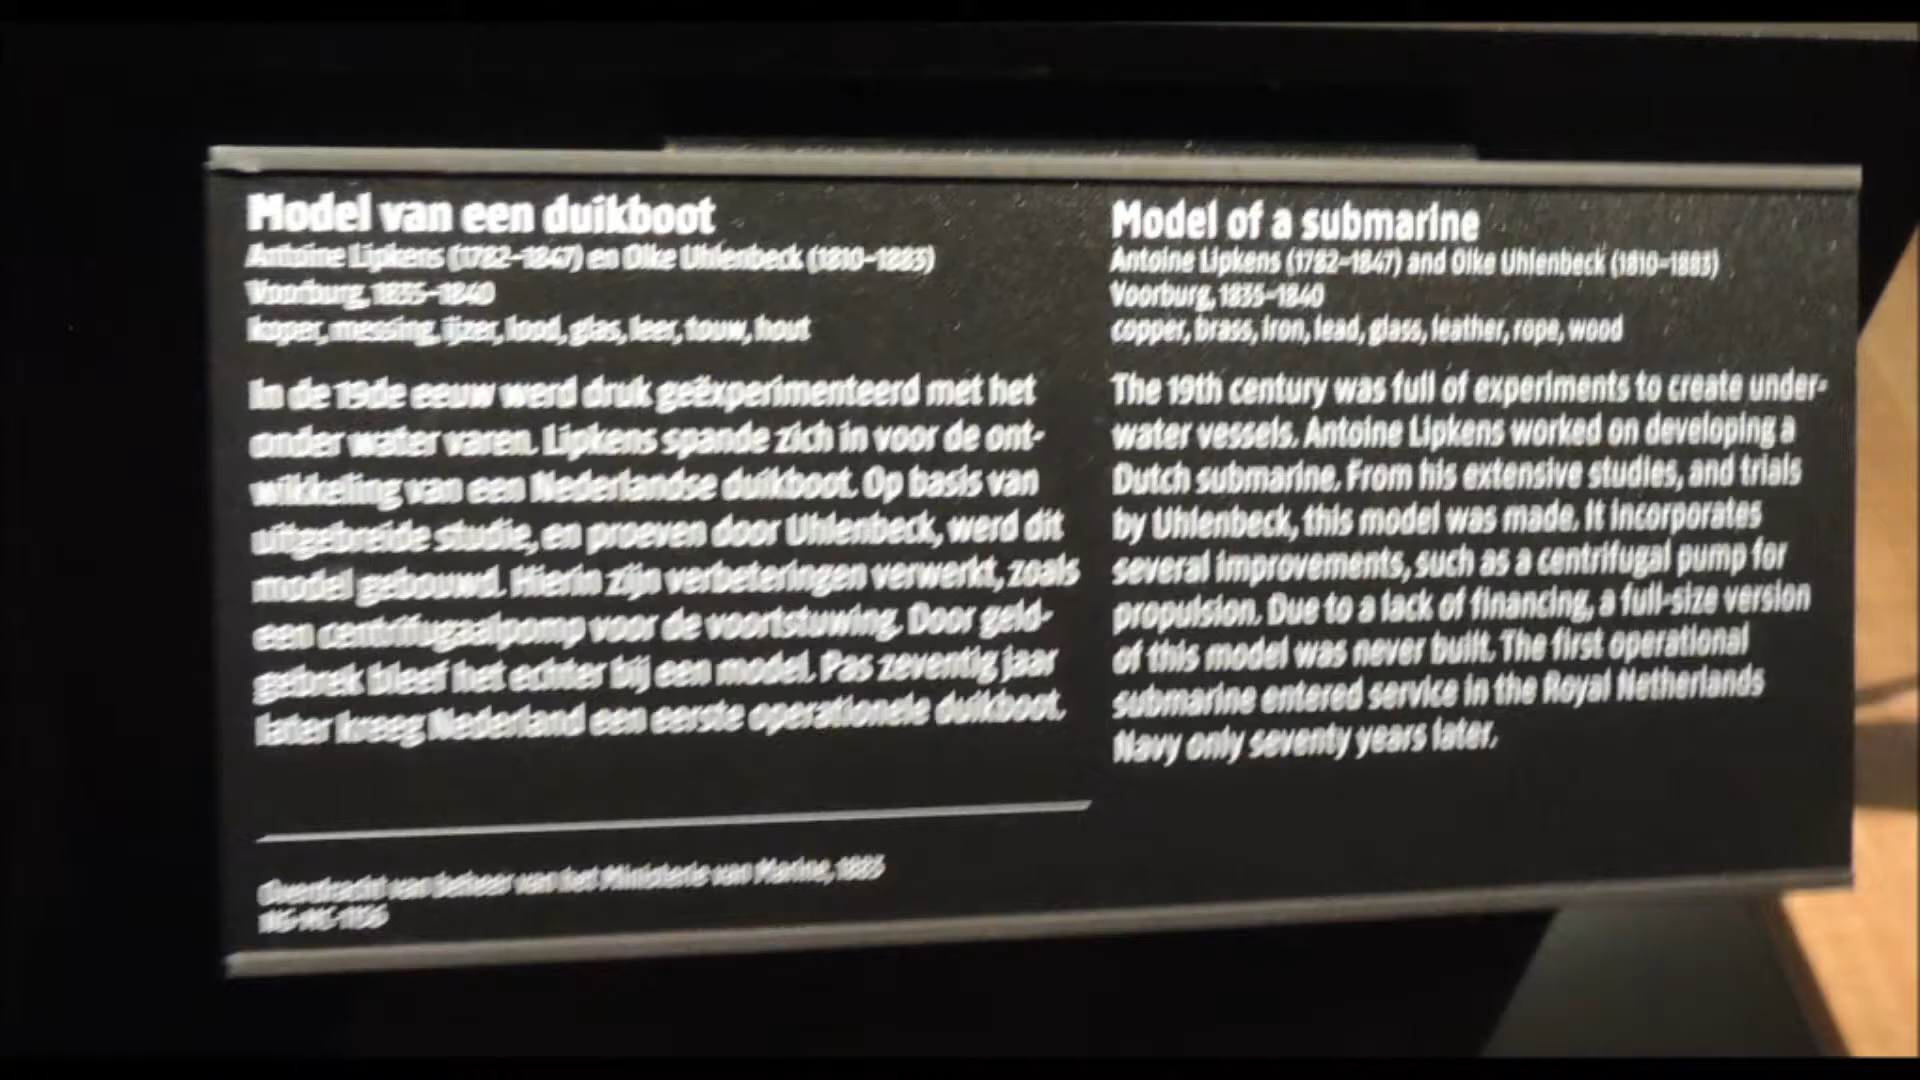 Model van een duikboot
Antoine Lipkens (1782–1847) en Olke Uhlenbeck (1810–1883)
Voorburg, 1835–1840
koper, messing, ijzer, lood, glas, leer, touw, hout
In de 19de eeuw werd druk geëxperimenteerd met het
onder water varen. Lipkens spande zich in voor de ont-
wikkeling van een Nederlandse duikboot. Op basis van
uitgebreide studie, en proeven door Uhlenbeck, werd dit
model gebouwd. Hierin zijn verbeteringen verwerkt, zoals
een centrifugaalpomp voor de voortstuwing. Door geld-
gebrek bleef het echter bij een model. Pas zeventig jaar
later kreeg Nederland een eerste operationele duikboot.
Overdracht van beheer van het Ministerie van Marine, 1883
Model of a submarine
Antoine Lipkens (1782–1847) and Olke Uhlenbeck (1810–1883)
Voorburg, 1835–1840
copper, brass, iron, lead, glass, leather, rope, wood
The 19th century was full of experiments to create under-
water vessels. Antoine Lipkens worked on developing a
Dutch submarine. From his extensive studies, and trials
by Uhlenbeck, this model was made. It incorporates
several improvements, such as a centrifugal pump for
propulsion. Due to a lack of financing, a full-size version
of this model was never built. The first operational
submarine entered service in the Royal Netherlands
Navy only seventy years later.